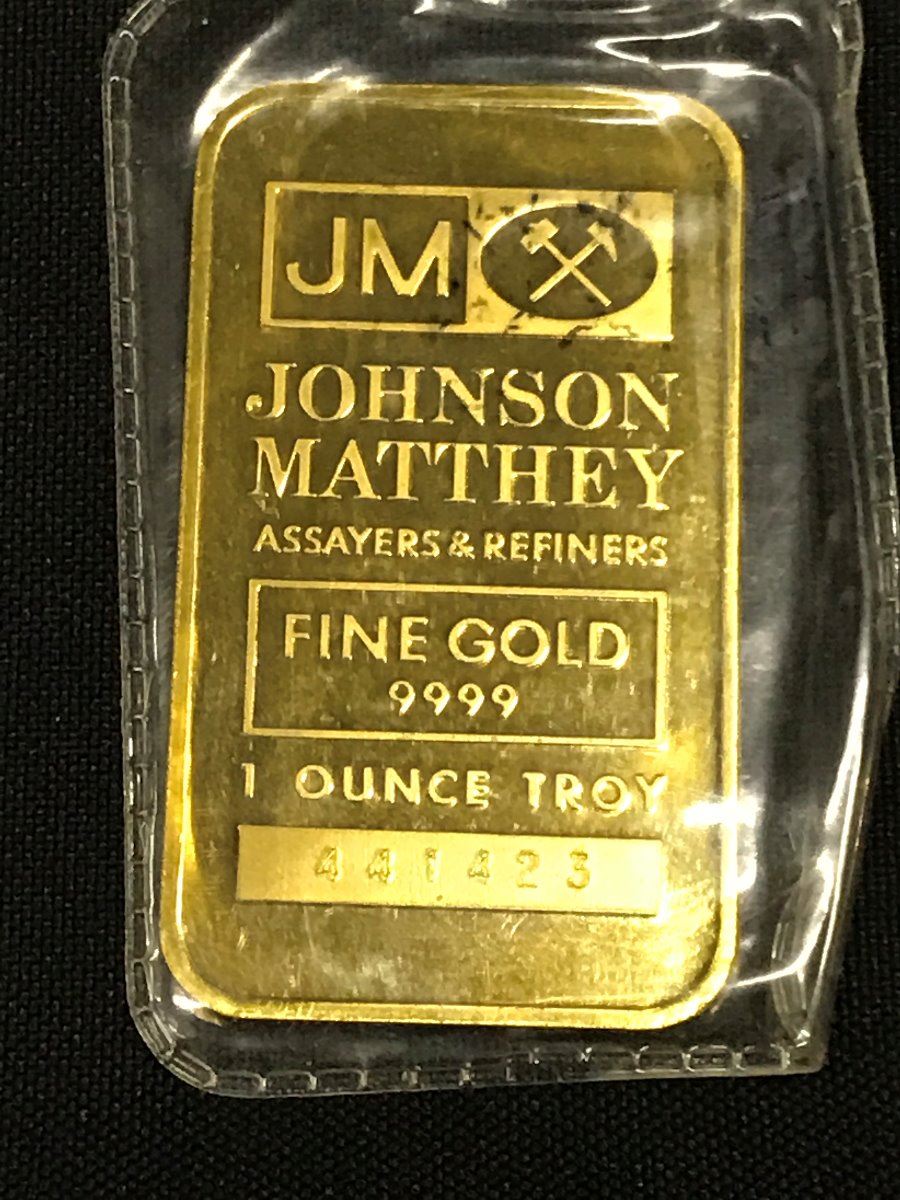 JM
JOHNSON
MATTHEY
ASSAYERS & REFINERS
FINE GOLD
9999
1 OUNCE TROY
441423